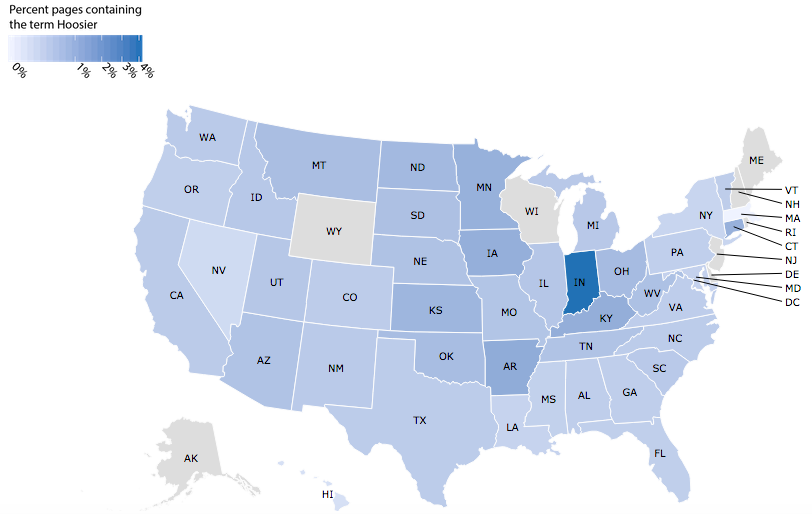 Percent pages containing
the term Hoosier
0% 1% 2% 3% 4%
WA
MT
ND
MN
ME
OR
ID
SD
WI
MI
NY
VT
NH
MA
RI
CT
NJ
DE
MD
DC
WY
NE
IA
PA
NV
UT
CO
IL
IN
OH
WV
VA
CA
KS
MO
KY
AZ
NM
OK
AR
TN
NC
SC
TX
LA
MS
AL
GA
FL
AK
HI